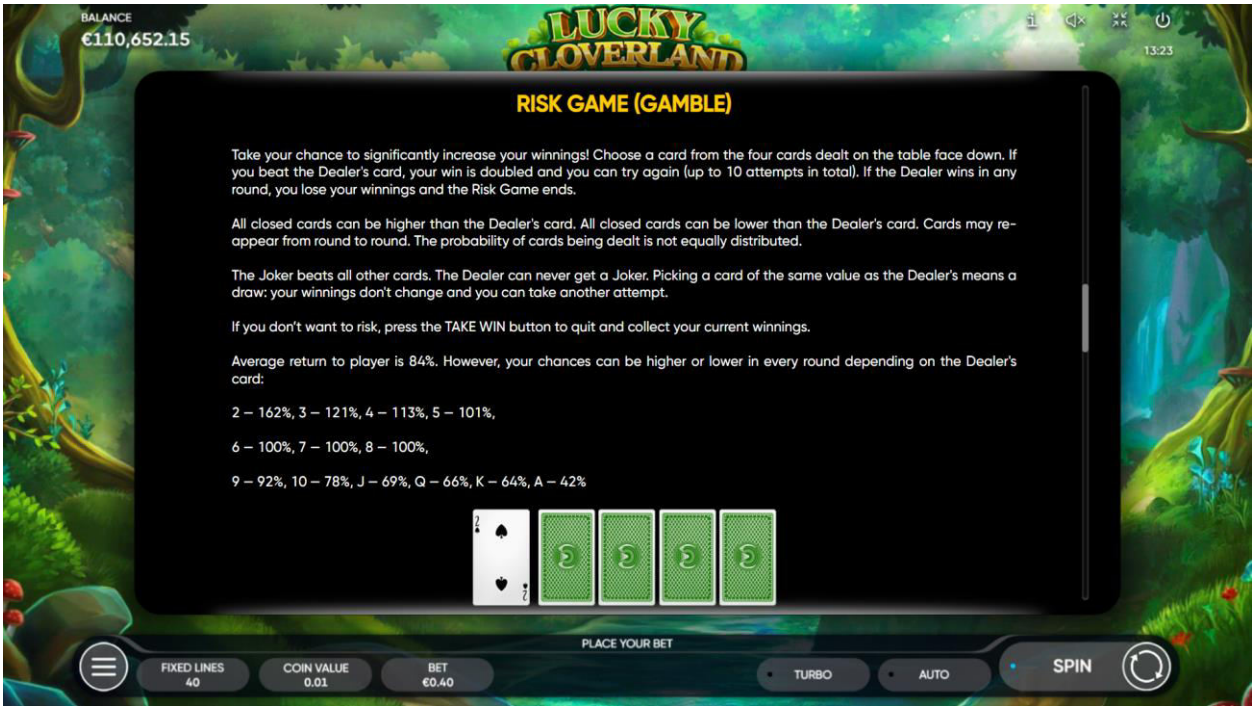 BALANCE
€110,652.15
LUCKY
CLOVERLAND
13:23
RISK GAME (GAMBLE)
Take your chance to significantly increase your winnings! Choose a card from the four cards dealt on the table face down. If
you beat the Dealer's card, your win is doubled and you can try again (up to 10 attempts in total). If the Dealer wins in any
round, you lose your winnings and the Risk Game ends.
All closed cards can be higher than the Dealer's card. All closed cards can be lower than the Dealer's card. Cards may re-
appear from round to round. The probability of cards being dealt is not equally distributed.
The Joker beats all other cards. The Dealer can never get a Joker. Picking a card of the same value as the Dealer's means a
draw: your winnings don't change and you can take another attempt.
If you don't want to risk, press the TAKE WIN button to quit and collect your current winnings.
Average return to player is 84%. However, your chances can be higher or lower in every round depending on the Dealer's
card:
2 – 162%, 3 – 121%, 4 – 113%, 5 – 101%,
6 – 100%, 7 – 100%, 8 – 100%,
9 – 92%, 10 – 78%, J – 69%, Q – 66%, K – 64%, A – 42%
2
2
PLACE YOUR BET
FIXED LINES
40
COIN VALUE
0.01
BET
€0.40
TURBO
AUTO
SPIN